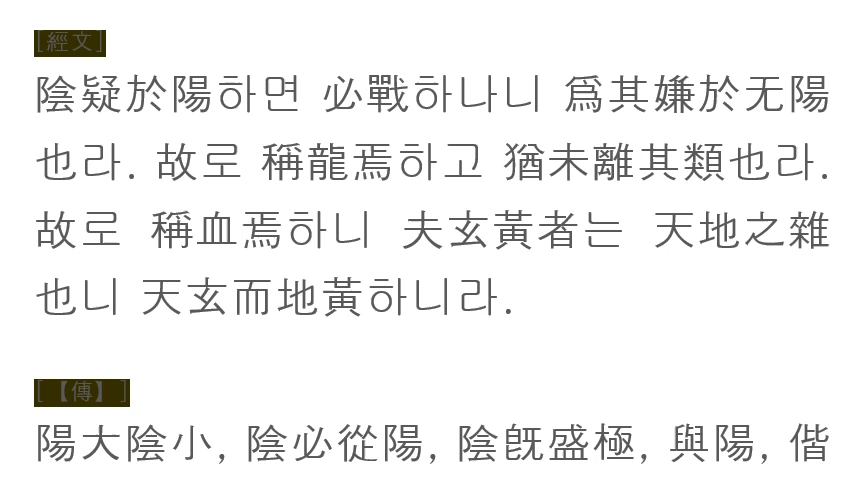 [經文]
陰疑於陽하면 必戰하나니 爲其嫌於无陽
也라. 故로 稱龍焉하고 猶未離其類也라.
故로 稱血焉하니 夫玄黃者는 天地之雜
也니 天玄而地黃하니라.
[【傳】]
陽大陰小, 陰必從陽, 陰旣盛極, 與陽, 偕